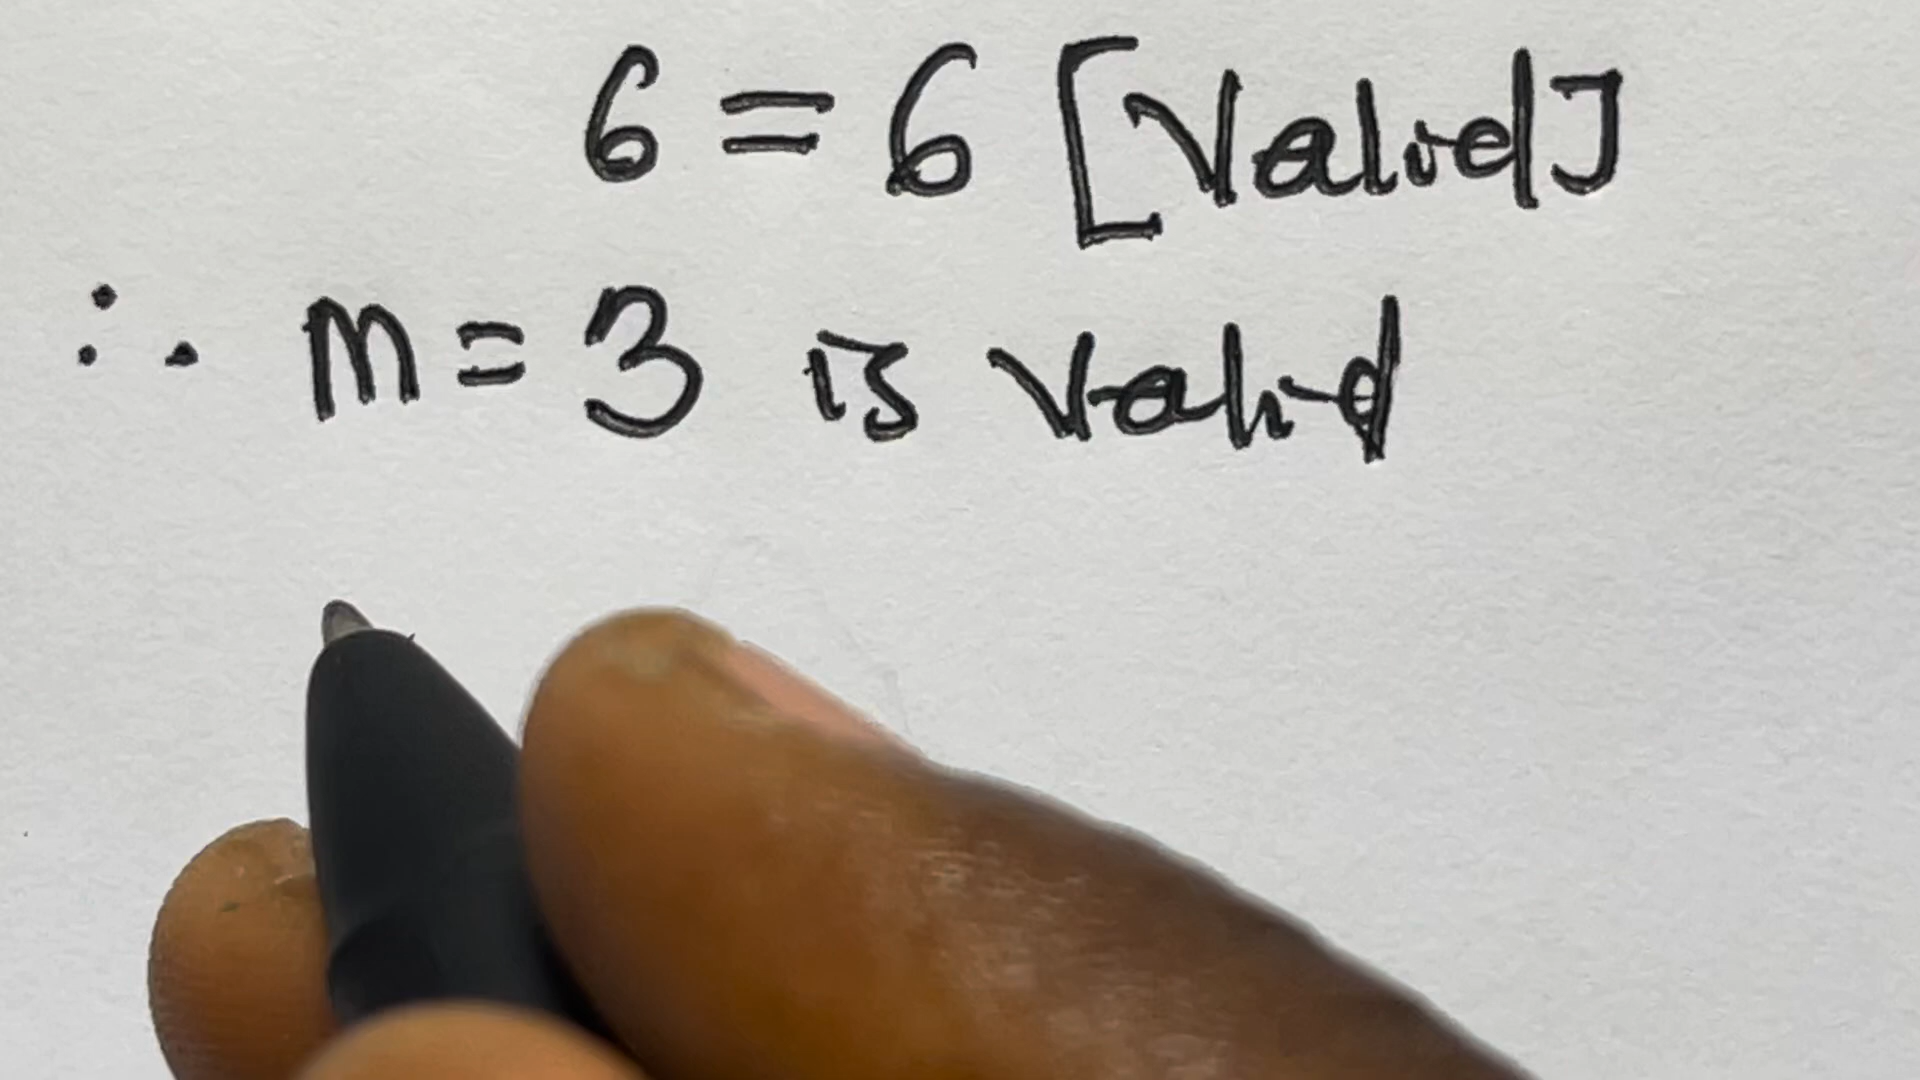 6 = 6 [Valid]
∴ m = 3 is valid